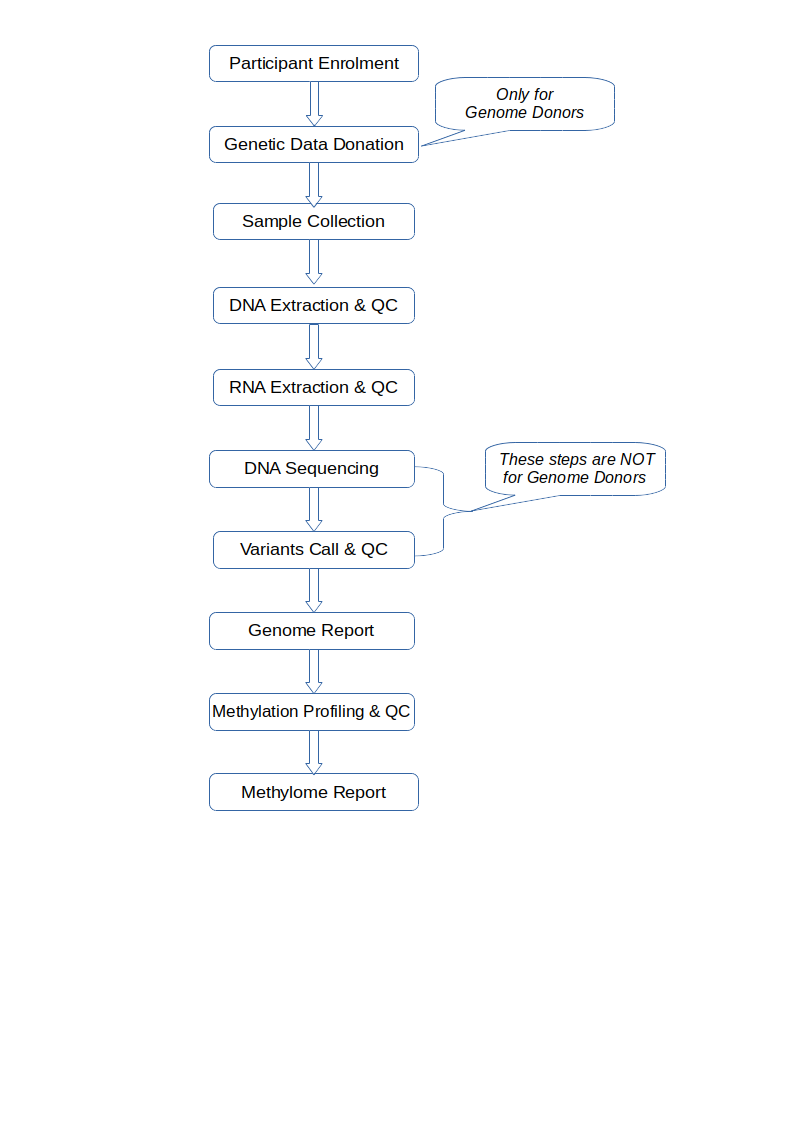 Participant Enrolment
Only for
Genome Donors
Genetic Data Donation
Sample Collection
DNA Extraction & QC
RNA Extraction & QC
DNA Sequencing
These steps are NOT
for Genome Donors
Variants Call & QC
Genome Report
Methylation Profiling & QC
Methylome Report